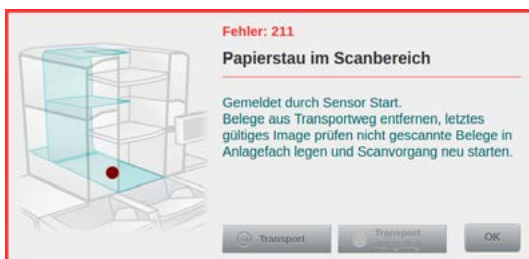 Fehler: 211
Papierstau im Scanbereich
Gemeldet durch Sensor Start.
Belege aus Transportweg entfernen, letztes
gültiges Image prüfen nicht gescannte Belege in
Anlagefach legen und Scanvorgang neu starten.
Transport
Transport
OK